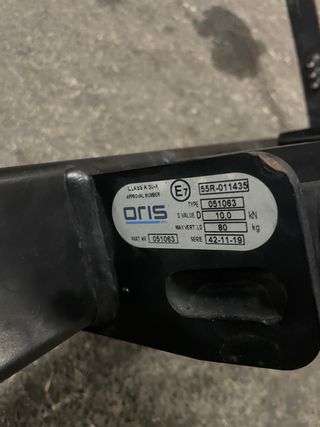 CLASS A 50-X
APPROVAL NUMBER
E7
55R-011435
ORIS
TYPE 051063
D VALUE D 10,0 kN
MAX VERT. LD 80 kg
PART. NR. 051063 SERIE 42-11-19